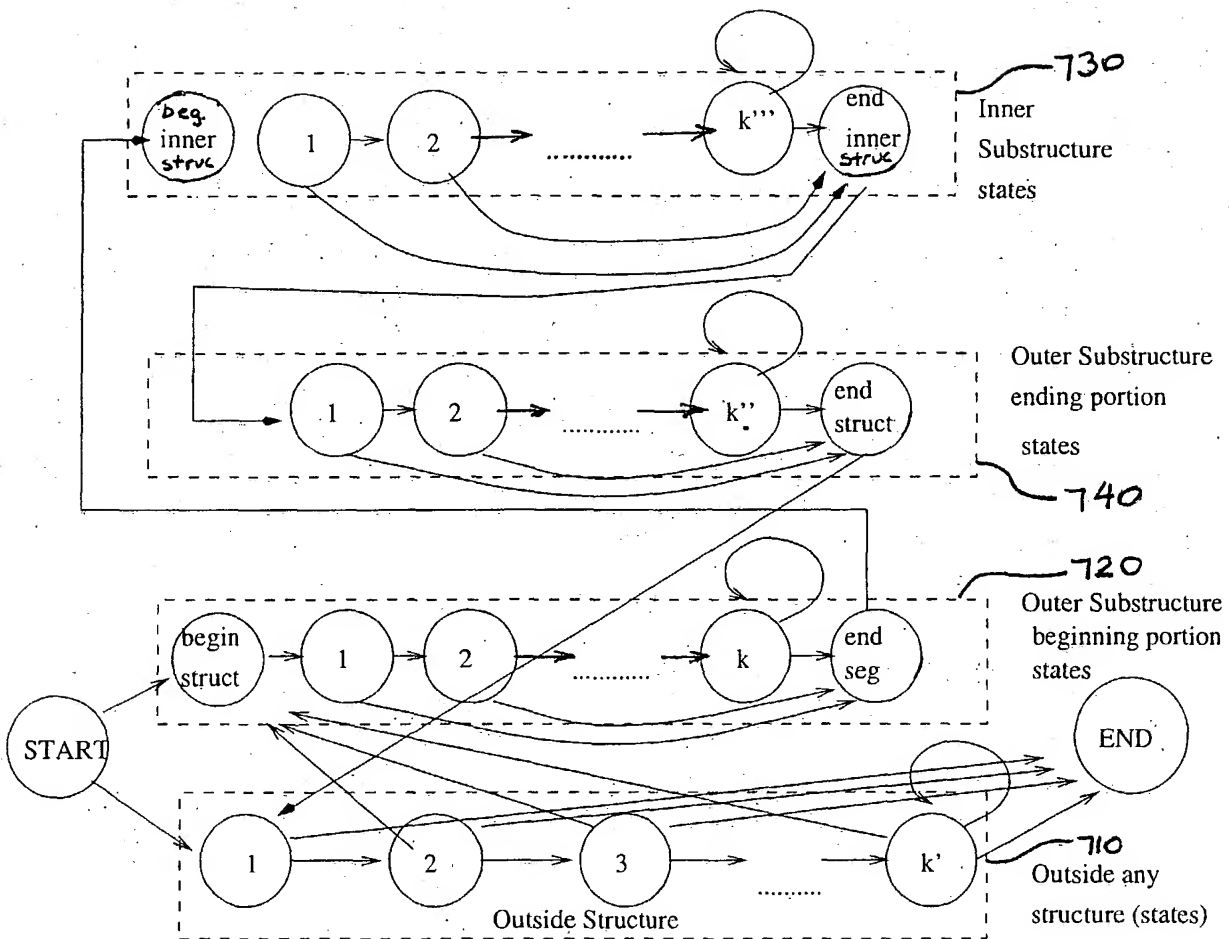 730
beg.
inner
struc
1
2
............
k'''
end
inner
struc
Inner
Substructure
states
1
2
............
k''
end
struct
Outer Substructure
ending portion
states
740
720
begin
struct
1
2
............
k
end
seg
Outer Substructure
beginning portion
states
START
END
1
2
3
.........
k'
710
Outside any
structure (states)
Outside Structure